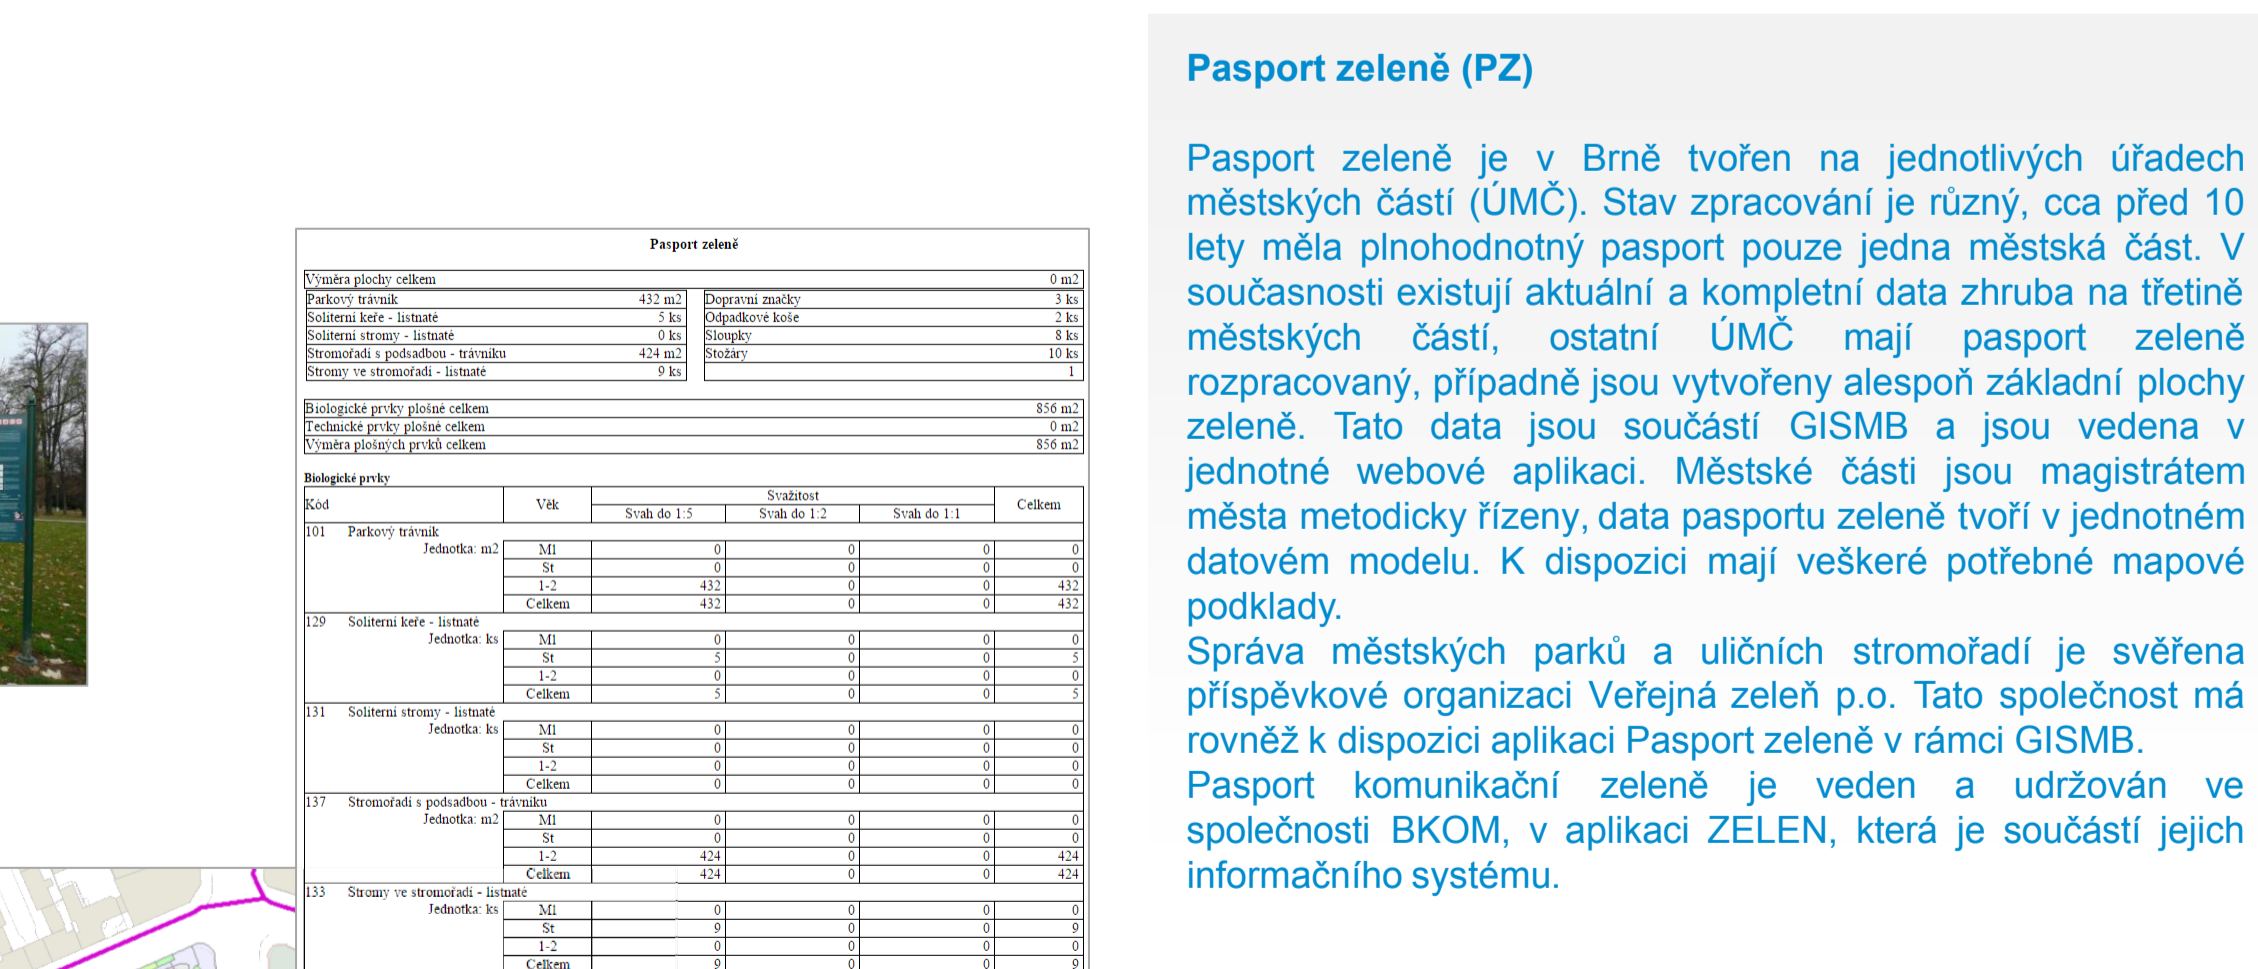 Pasport zeleně
Výměra plochy celkem 0 m2
Parkový trávník 432 m2 Dopravní značky 3 ks
Soliterní keře - listnaté 5 ks Odpadkové koše 2 ks
Soliterní stromy - listnaté 0 ks Sloupky 8 ks
Stromořadí s podsadbou - trávníku 424 m2 Stožáry 10 ks
Stromy ve stromořadí - listnaté 9 ks 1
Biologické prvky plošné celkem 856 m2
Technické prvky plošné celkem 0 m2
Výměra plošných prvků celkem 856 m2
Biologické prvky
Kód Věk Svažitost Celkem
Svah do 1:5 Svah do 1:2 Svah do 1:1
101 Parkový trávník
Jednotka: m2 M1 0 0 0 0
St 0 0 0 0
1-2 432 0 0 432
Celkem 432 0 0 432
129 Soliterní keře - listnaté
Jednotka: ks M1 0 0 0 0
St 5 0 0 5
1-2 0 0 0 0
Celkem 5 0 0 5
131 Soliterní stromy - listnaté
Jednotka: ks M1 0 0 0 0
St 0 0 0 0
1-2 0 0 0 0
Celkem 0 0 0 0
137 Stromořadí s podsadbou - trávníku
Jednotka: m2 M1 0 0 0 0
St 0 0 0 0
1-2 424 0 0 424
Celkem 424 0 0 424
133 Stromy ve stromořadí - listnaté
Jednotka: ks M1 0 0 0 0
St 9 0 0 9
1-2 0 0 0 0
Celkem 9 0 0 9
Pasport zeleně (PZ)
Pasport zeleně je v Brně tvořen na jednotlivých úřadech
městských částí (ÚMČ). Stav zpracování je různý, cca před 10
lety měla plnohodnotný pasport pouze jedna městská část. V
současnosti existují aktuální a kompletní data zhruba na třetině
městských částí, ostatní ÚMČ mají pasport zeleně
rozpracovaný, případně jsou vytvořeny alespoň základní plochy
zeleně. Tato data jsou součástí GISMB a jsou vedena v
jednotné webové aplikaci. Městské části jsou magistrátem
města metodicky řízeny, data pasportu zeleně tvoří v jednotném
datovém modelu. K dispozici mají veškeré potřebné mapové
podklady.
Správa městských parků a uličních stromořadí je svěřena
příspěvkové organizaci Veřejná zeleň p.o. Tato společnost má
rovněž k dispozici aplikaci Pasport zeleně v rámci GISMB.
Pasport komunikační zeleně je veden a udržován ve
společnosti BKOM, v aplikaci ZELEN, která je součástí jejich
informačního systému.